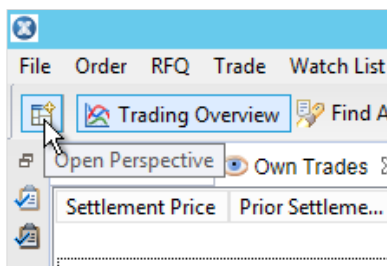 File Order RFQ Trade Watch List
Trading Overview Find A
Open Perspective Own Trades
Settlement Price Prior Settleme...